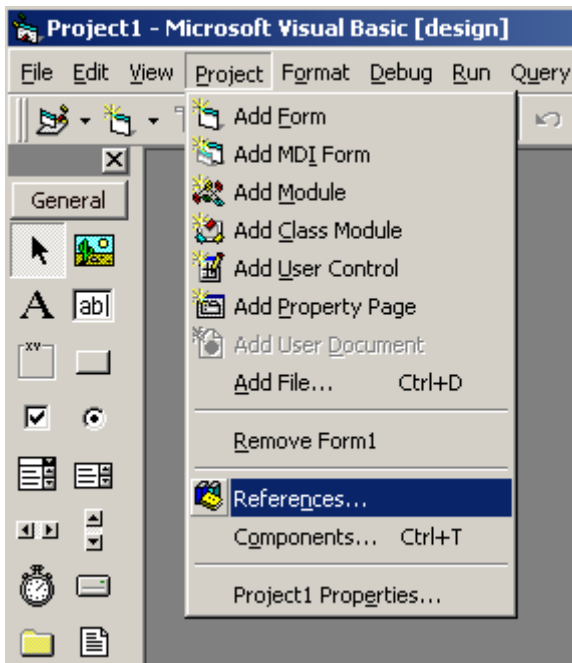 Project1 - Microsoft Visual Basic [design]
File Edit View Project Format Debug Run Query
Add Form
Add MDI Form
General
Add Module
Add Class Module
Add User Control
A
ab|
Add Property Page
xv
Add User Document
Add File... Ctrl+D
Remove Form1
References...
Components... Ctrl+T
Project1 Properties...